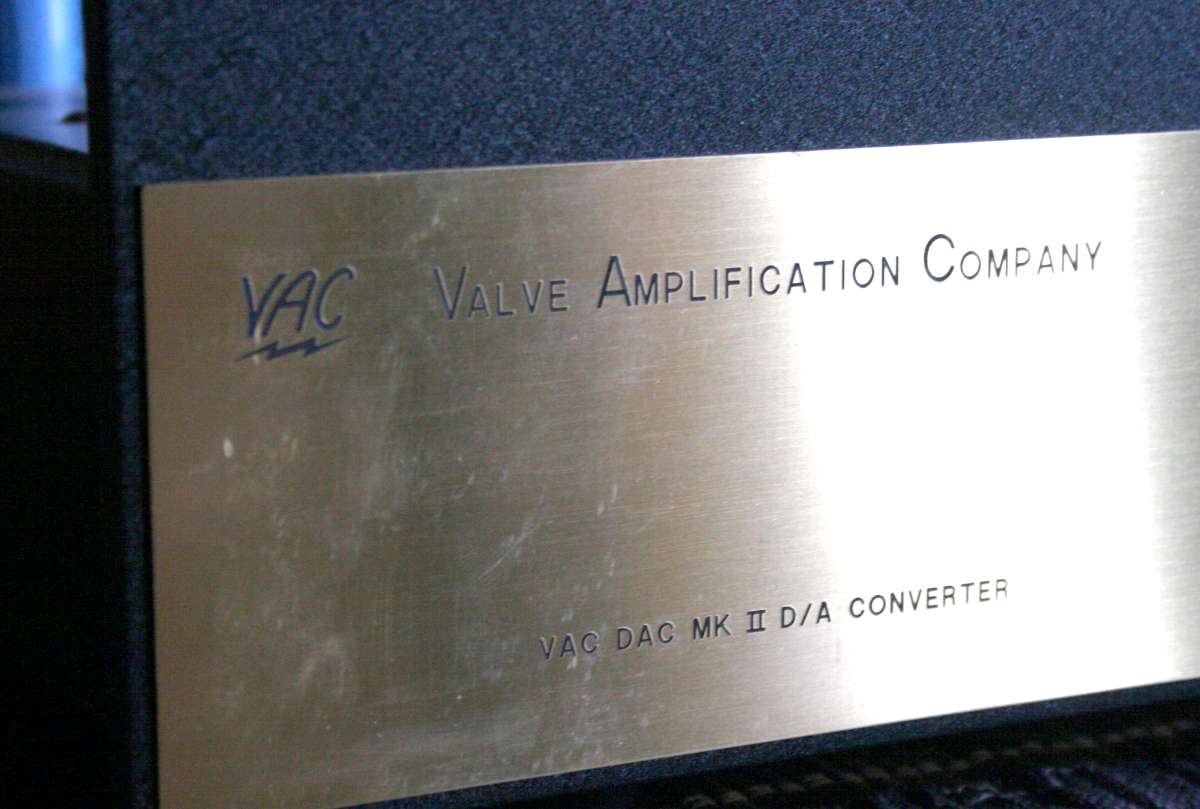 VAC VALVE AMPLIFICATION COMPANY
VAC DAC MK II D/A CONVERTER